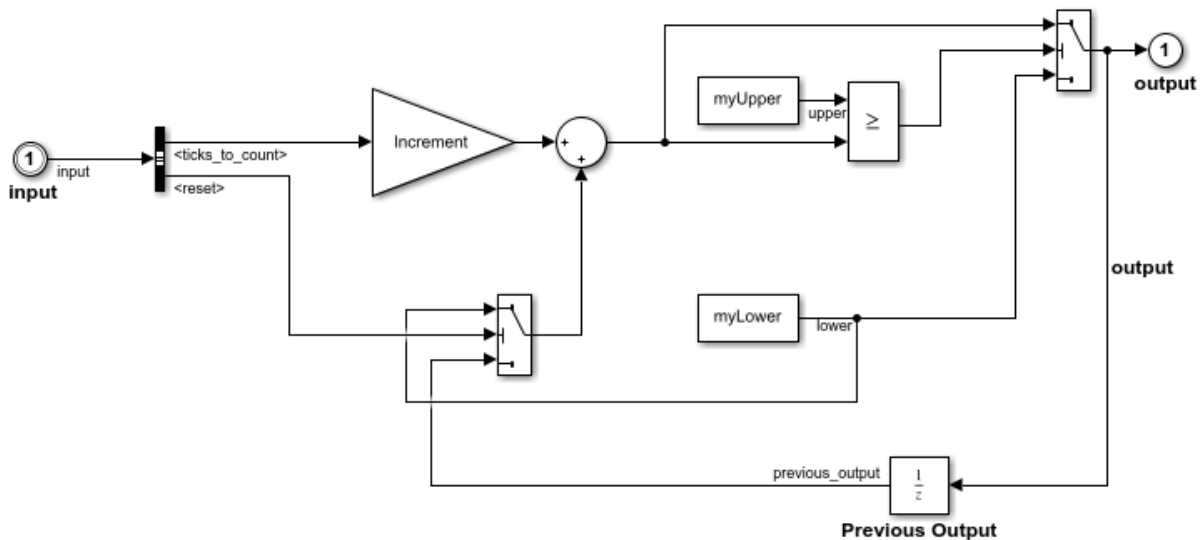 1
input
input
<ticks_to_count>
<reset>
Increment
+
+
myUpper
upper
≥
1
output
output
myLower
lower
previous_output
1
z
Previous Output